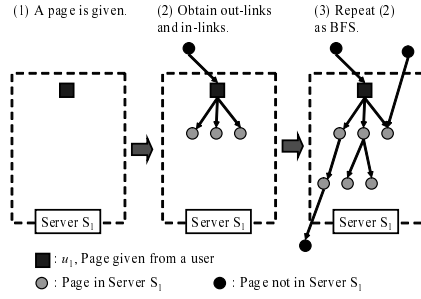 (1) A page is given.
(2) Obtain out-links
and in-links.
(3) Repeat (2)
as BFS.
Server S1
Server S1
Server S1
: u1, Page given from a user
: Page in Server S1
: Page not in Server S1